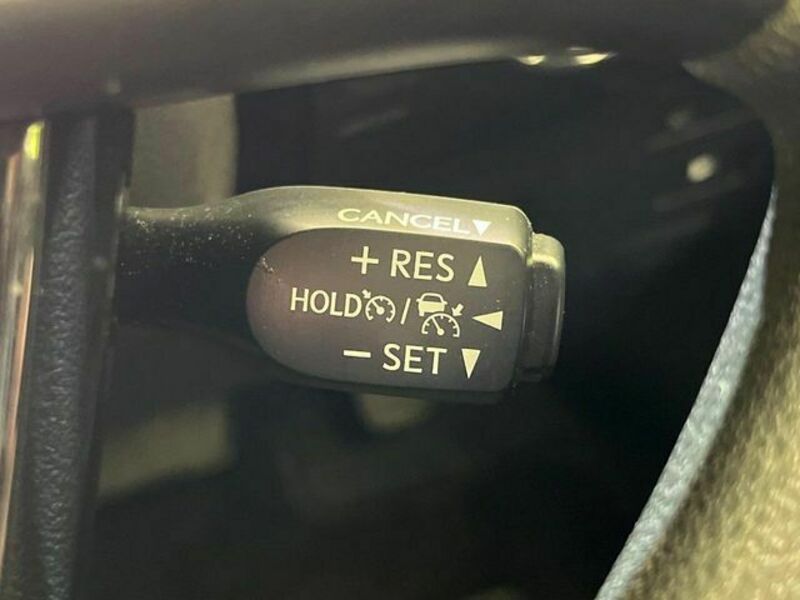 CANCEL▼
+ RES ▲
HOLD / ◀
− SET ▼